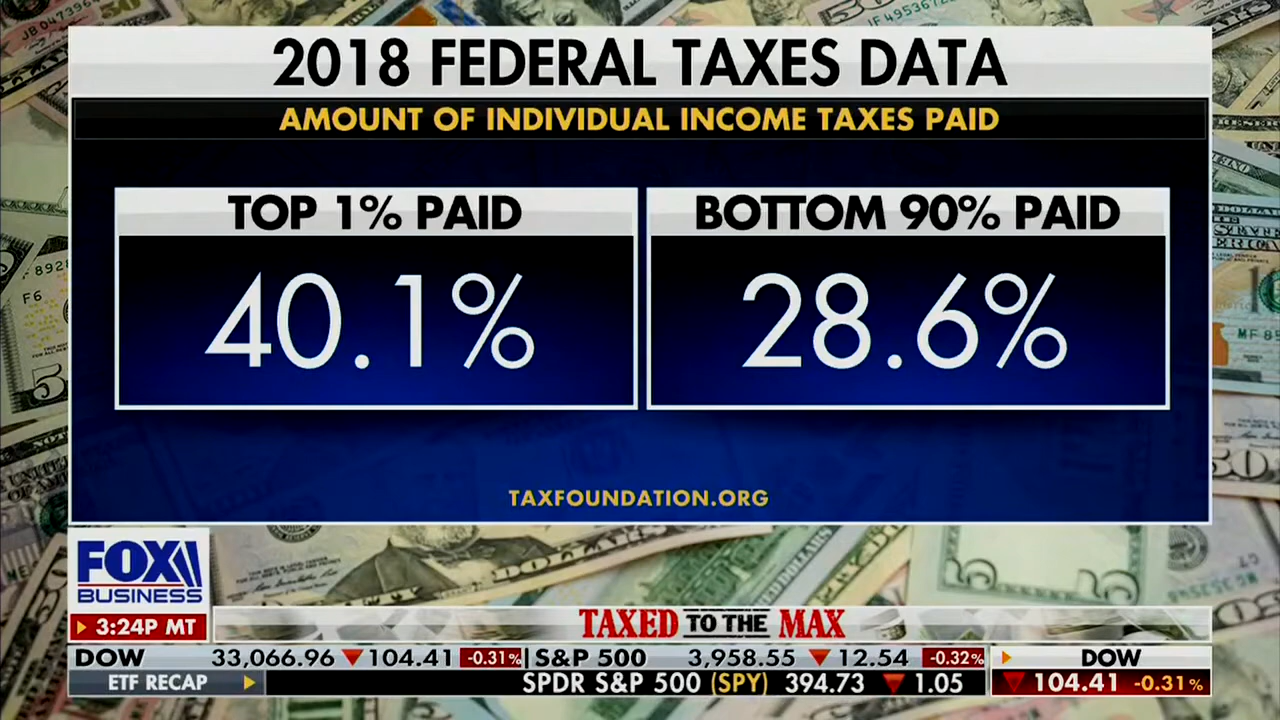 2018 FEDERAL TAXES DATA
AMOUNT OF INDIVIDUAL INCOME TAXES PAID
TOP 1% PAID
40.1%
BOTTOM 90% PAID
28.6%
TAXFOUNDATION.ORG
FOX
BUSINESS
3:24P MT
TAXED TO THE MAX
DOW 33,066.96 ▼ 104.41 -0.31% S&P 500 3,958.55 ▼ 12.54 -0.32%
DOW
ETF RECAP
SPDR S&P 500 (SPY) 394.73 ▼ 1.05
▼ 104.41 -0.31%